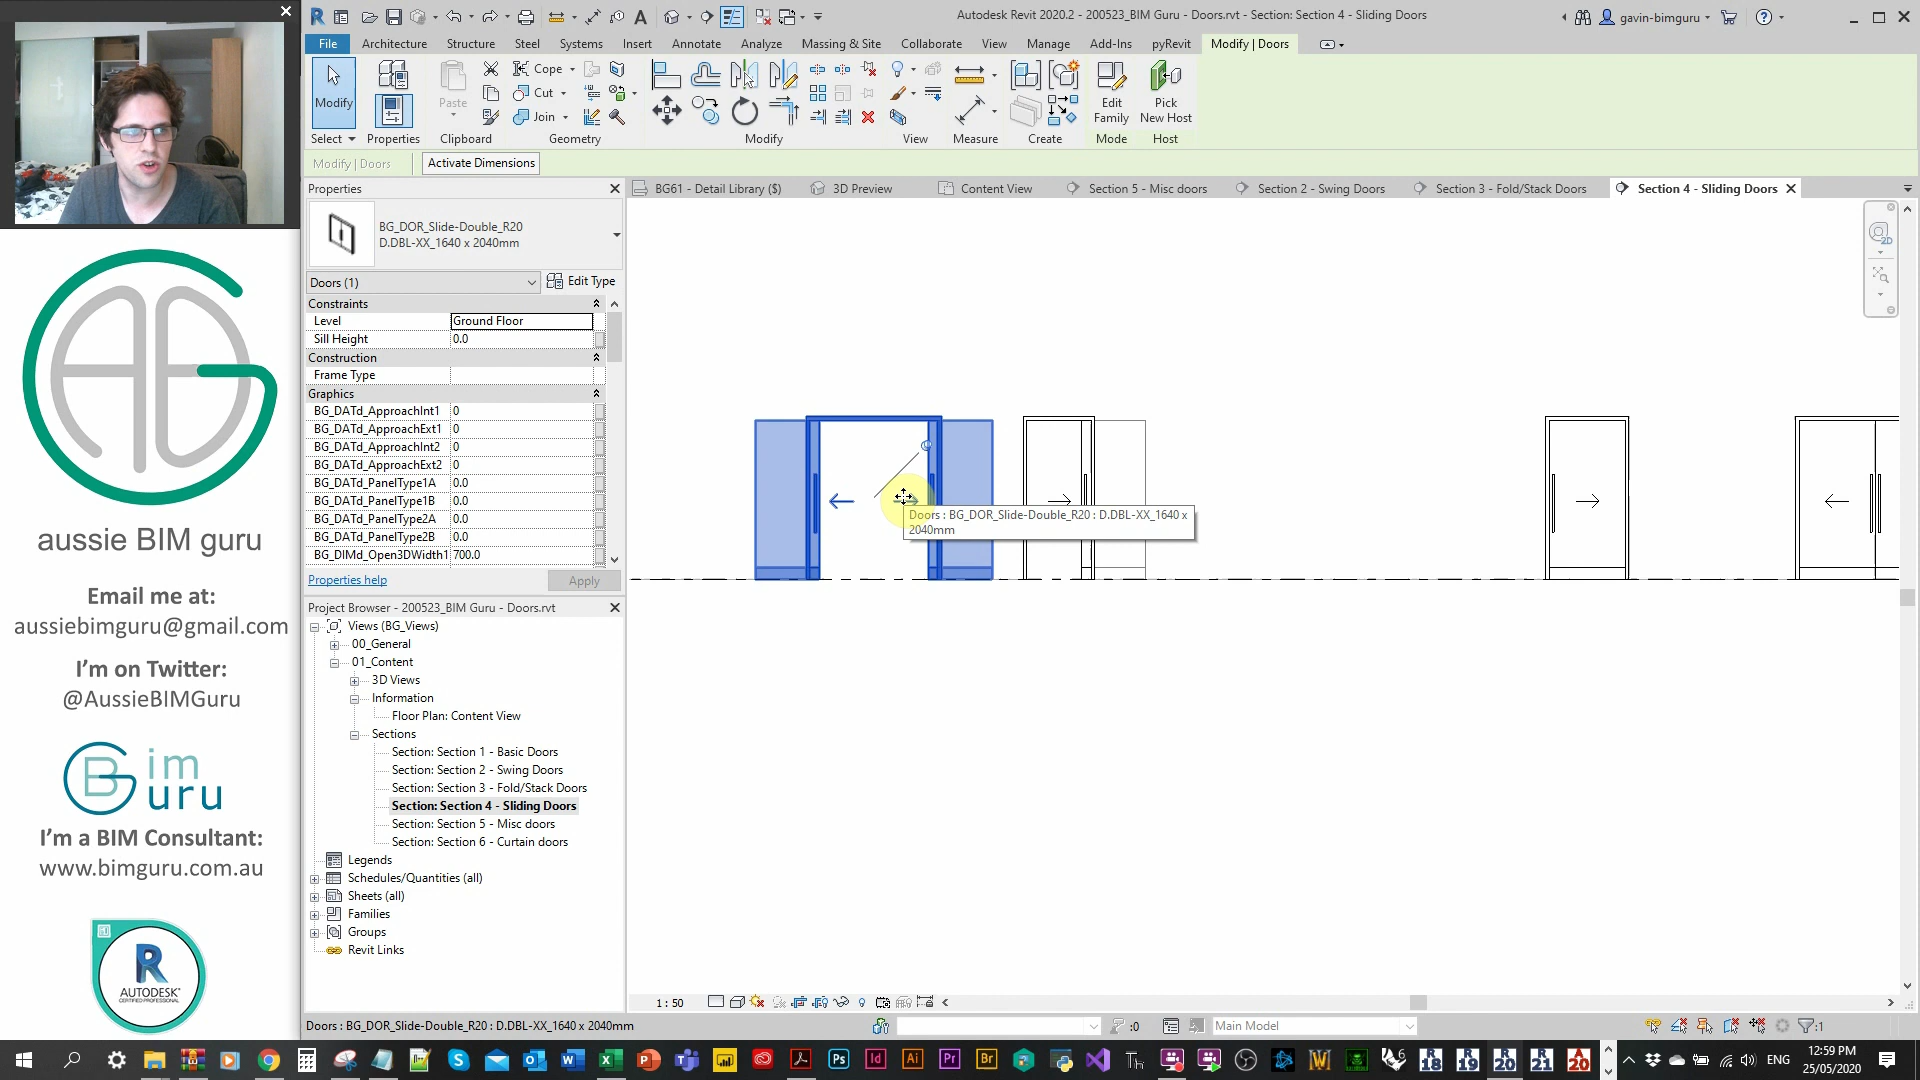 Autodesk Revit 2020.2 - 200523_BIM Guru - Doors.rvt - Section: Section 4 - Sliding Doors
gavin-bimguru
File
Architecture
Structure
Steel
Systems
Insert
Annotate
Analyze
Massing & Site
Collaborate
View
Manage
Add-Ins
pyRevit
Modify | Doors
Modify
Paste
Cope
Cut
Join
Edit
Family
Pick
New Host
Select
Properties
Clipboard
Geometry
Modify
View
Measure
Create
Mode
Host
Modify | Doors
Activate Dimensions
Properties
BG_DOR_Slide-Double_R20
D.DBL-XX_1640 x 2040mm
Doors (1)
Edit Type
Constraints
Level Ground Floor
Sill Height 0.0
Construction
Frame Type
Graphics
BG_DATd_ApproachInt1 0
BG_DATd_ApproachExt1 0
BG_DATd_ApproachInt2 0
BG_DATd_ApproachExt2 0
BG_DATd_PanelType1A 0.0
BG_DATd_PanelType1B 0.0
BG_DATd_PanelType2A 0.0
BG_DATd_PanelType2B 0.0
BG_DIMd_Open3DWidth1 700.0
Properties help
Apply
Project Browser - 200523_BIM Guru - Doors.rvt
Views (BG_Views)
00_General
01_Content
3D Views
Information
Floor Plan: Content View
Sections
Section: Section 1 - Basic Doors
Section: Section 2 - Swing Doors
Section: Section 3 - Fold/Stack Doors
Section: Section 4 - Sliding Doors
Section: Section 5 - Misc doors
Section: Section 6 - Curtain doors
Legends
Schedules/Quantities (all)
Sheets (all)
Families
Groups
Revit Links
BG61 - Detail Library ($)
3D Preview
Content View
Section 5 - Misc doors
Section 2 - Swing Doors
Section 3 - Fold/Stack Doors
Section 4 - Sliding Doors
2D
Doors : BG_DOR_Slide-Double_R20 : D.DBL-XX_1640 x
2040mm
1 : 50
Doors : BG_DOR_Slide-Double_R20 : D.DBL-XX_1640 x 2040mm
:0
Main Model
:1
aussie BIM guru
Email me at:
aussiebimguru@gmail.com
I'm on Twitter:
@AussieBIMGuru
BG im
uru
I'm a BIM Consultant:
www.bimguru.com.au
R
AUTODESK
CERTIFIED PROFESSIONAL
ENG
12:59 PM
25/05/2020